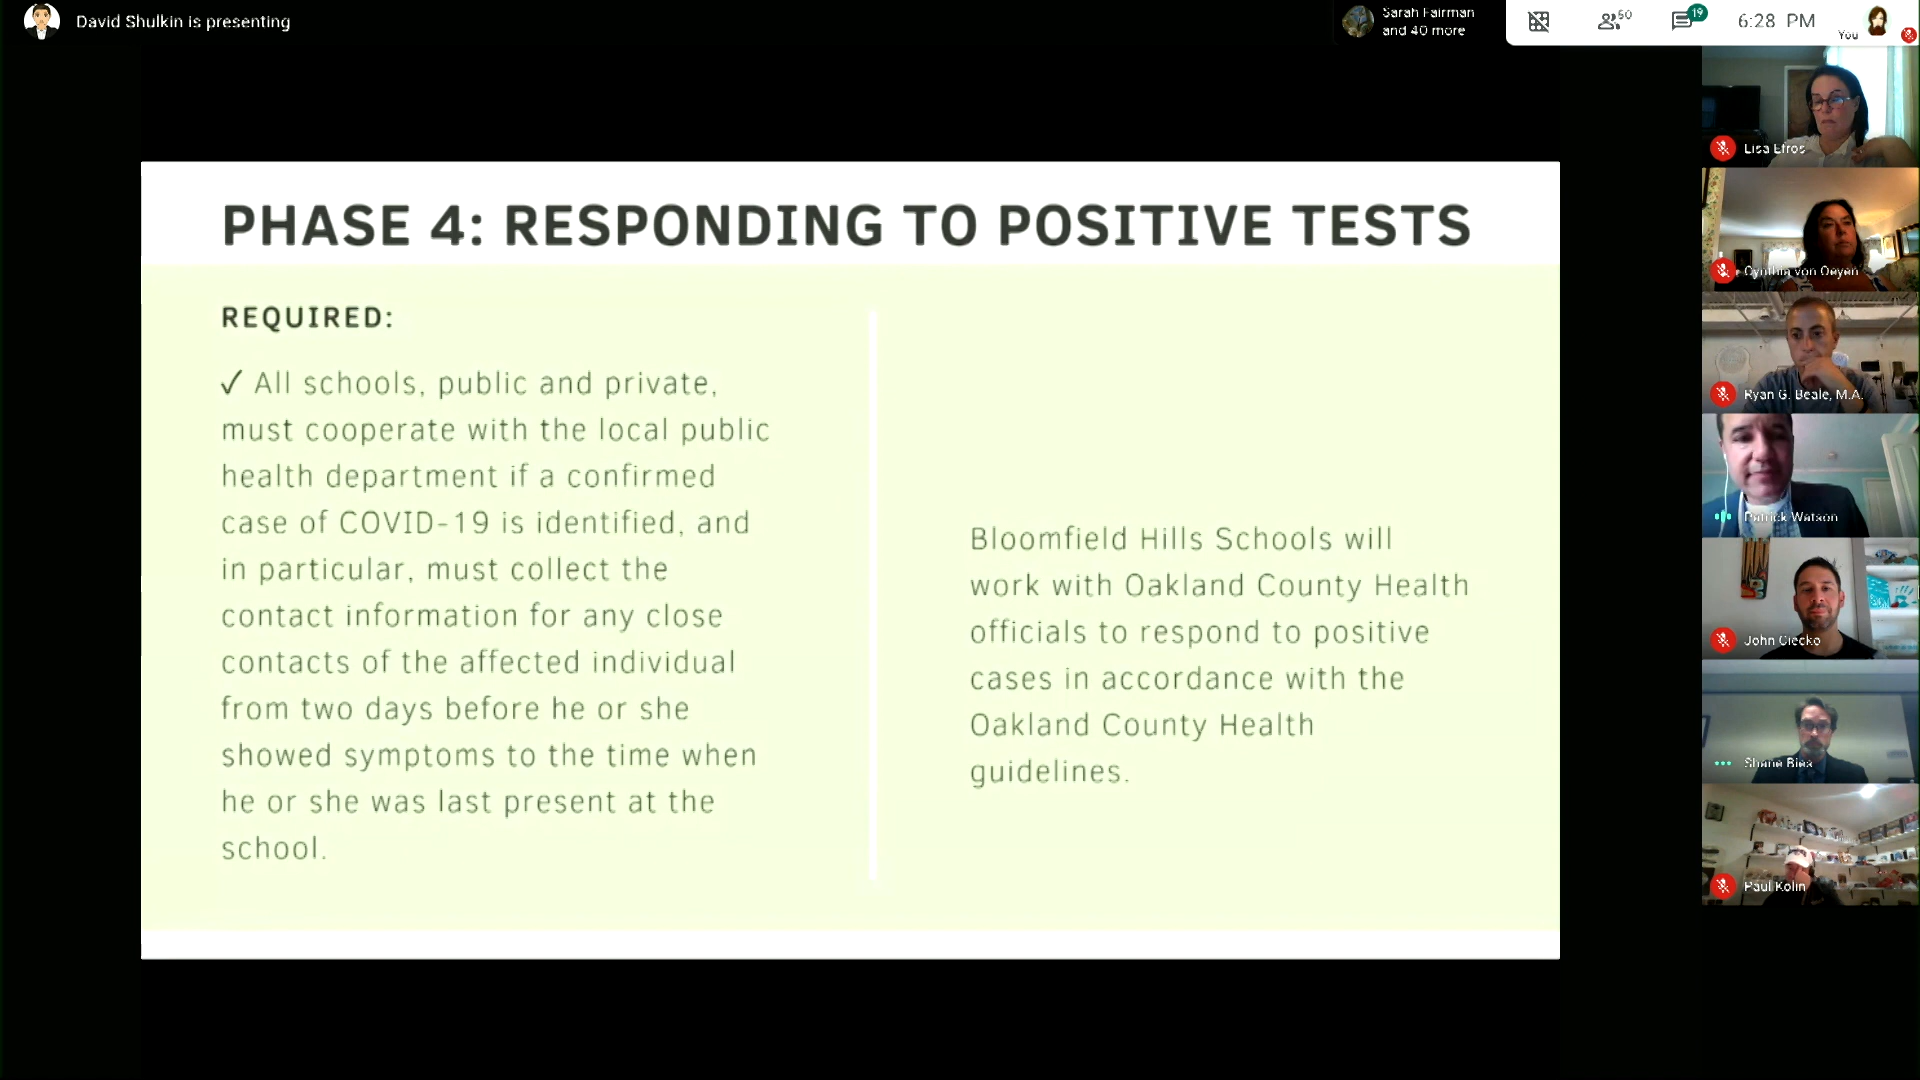 David Shulkin is presenting
Sarah Fairman
and 40 more
50
19
6:28 PM
You
PHASE 4: RESPONDING TO POSITIVE TESTS
REQUIRED:
✓ All schools, public and private,
must cooperate with the local public
health department if a confirmed
case of COVID-19 is identified, and
in particular, must collect the
contact information for any close
contacts of the affected individual
from two days before he or she
showed symptoms to the time when
he or she was last present at the
school.
Bloomfield Hills Schools will
work with Oakland County Health
officials to respond to positive
cases in accordance with the
Oakland County Health
guidelines.
Lisa Efros
Cynthia von Oeyen
Ryan G. Beale, M.A.
Patrick Watson
John Ciecko
Shane
Paul Kolin